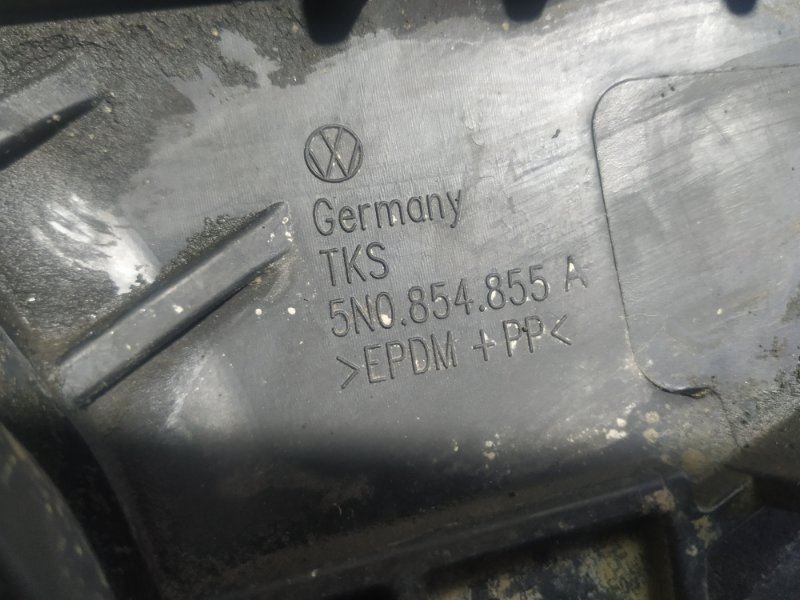 Germany
TKS
5N0.854.855 A
>EPDM + PP<